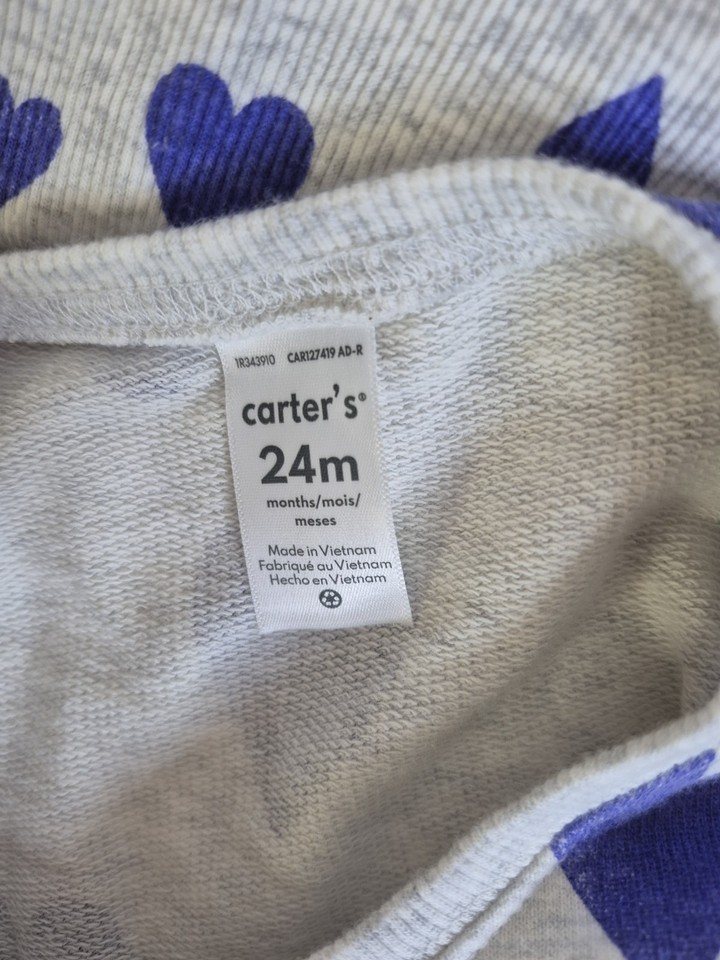 1R343910 CAR127419 AD-R
carter's®
24m
months/mois/
meses
Made in Vietnam
Fabriqué au Vietnam
Hecho en Vietnam